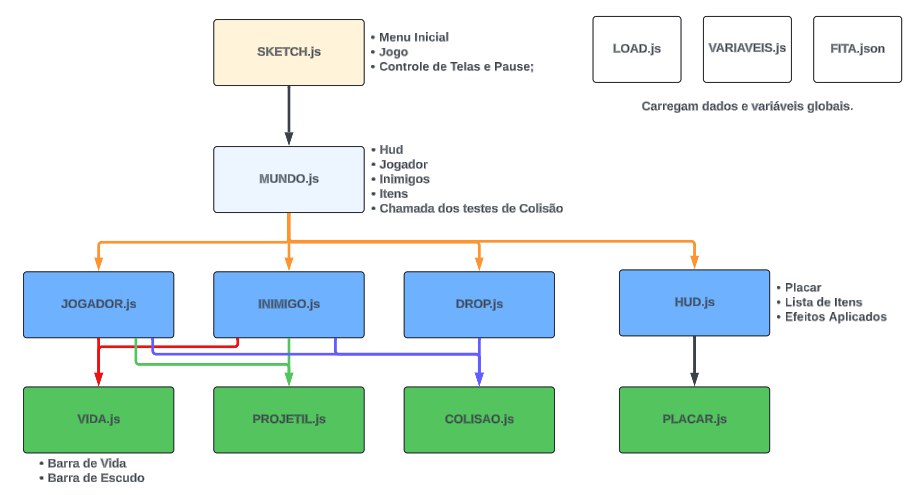 SKETCH.js
• Menu Inicial
• Jogo
• Controle de Telas e Pause;
LOAD.js
VARIAVEIS.js
FITA.json
Carregam dados e variáveis globais.
MUNDO.js
• Hud
• Jogador
• Inimigos
• Itens
• Chamada dos testes de Colisão
JOGADOR.js
INIMIGO.js
DROP.js
HUD.js
• Placar
• Lista de Itens
• Efeitos Aplicados
VIDA.js
PROJETIL.js
COLISAO.js
PLACAR.js
• Barra de Vida
• Barra de Escudo